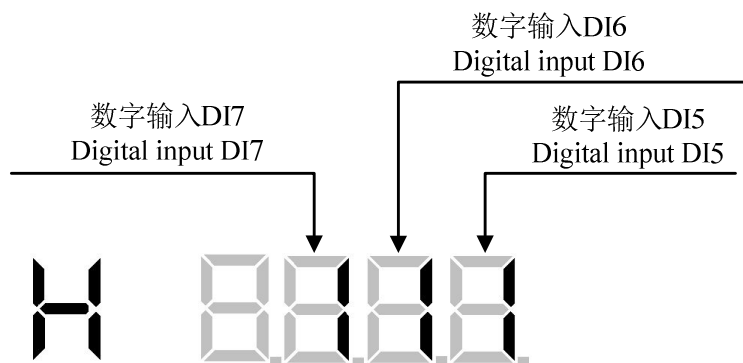 数字输入DI6
Digital input DI6
数字输入DI7
Digital input DI7
数字输入DI5
Digital input DI5
H 111